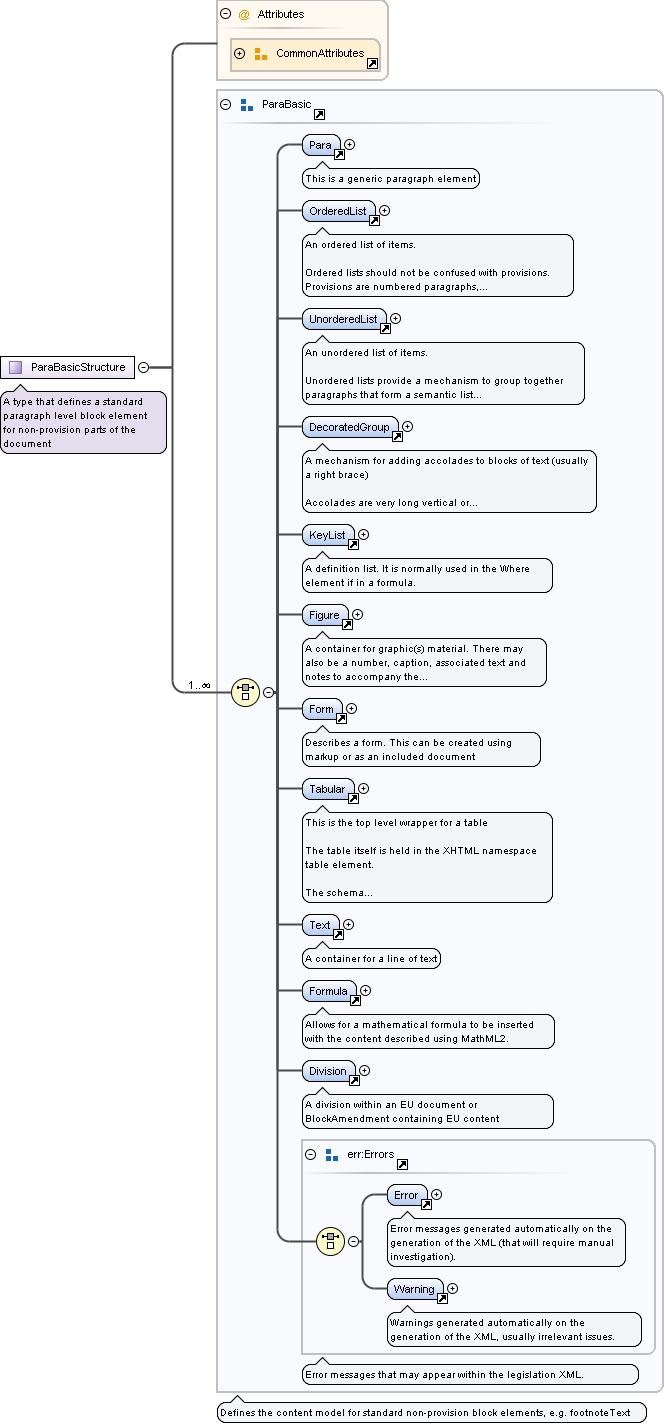 @ Attributes
CommonAttributes
ParaBasic
Para
This is a generic paragraph element
OrderedList
An ordered list of items.
Ordered lists should not be confused with provisions.
Provisions are numbered paragraphs,...
UnorderedList
An unordered list of items.
Unordered lists provide a mechanism to group together
paragraphs that form a semantic list...
ParaBasicStructure
A type that defines a standard
paragraph level block element
for non-provision parts of the
document
DecoratedGroup
A mechanism for adding accolades to blocks of text (usually
a right brace)
Accolades are very long vertical or...
KeyList
A definition list. It is normally used in the Where
element if in a formula.
Figure
A container for graphic(s) material. There may
also be a number, caption, associated text and
notes to accompany the...
1..∞
Form
Describes a form. This can be created using
markup or as an included document
Tabular
This is the top level wrapper for a table
The table itself is held in the XHTML namespace
table element.
The schema...
Text
A container for a line of text
Formula
Allows for a mathematical formula to be inserted
with the content described using MathML2.
Division
A division within an EU document or
BlockAmendment containing EU content
err:Errors
Error
Error messages generated automatically on the
generation of the XML (that will require manual
investigation).
Warning
Warnings generated automatically on the
generation of the XML, usually irrelevant issues.
Error messages that may appear within the legislation XML.
Defines the content model for standard non-provision block elements, e.g. footnoteText